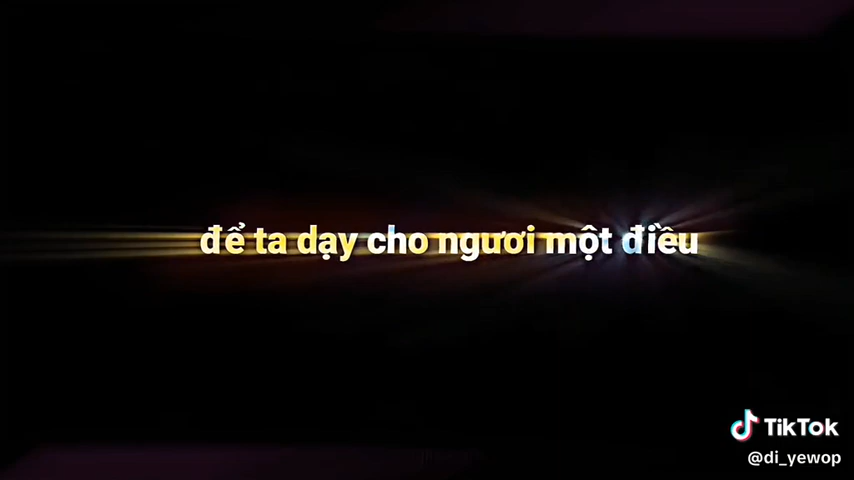 để ta dạy cho ngươi một điều
TikTok
@di_yewop